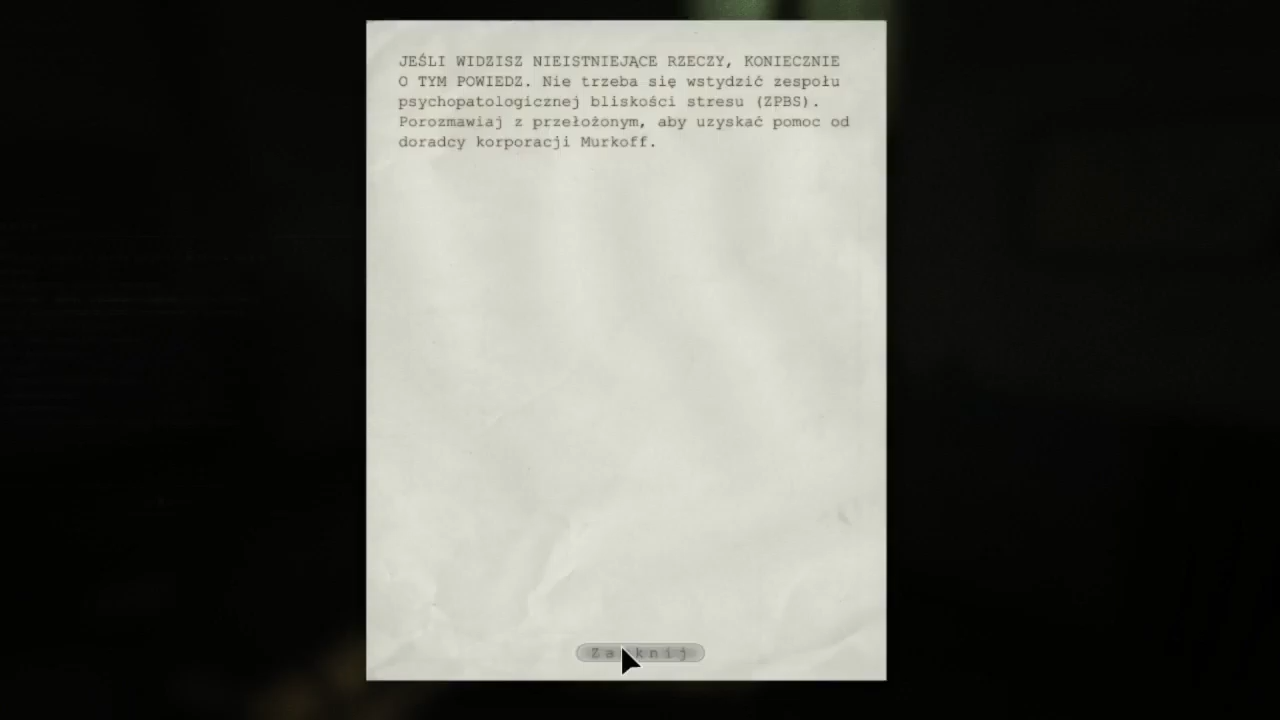 JEŚLI WIDZISZ NIEISTNIEJĄCE RZECZY, KONIECZNIE
O TYM POWIEDZ. Nie trzeba się wstydzić zespołu
psychopatologicznej bliskości stresu (ZPBS).
Porozmawiaj z przełożonym, aby uzyskać pomoc od
doradcy korporacji Murkoff.